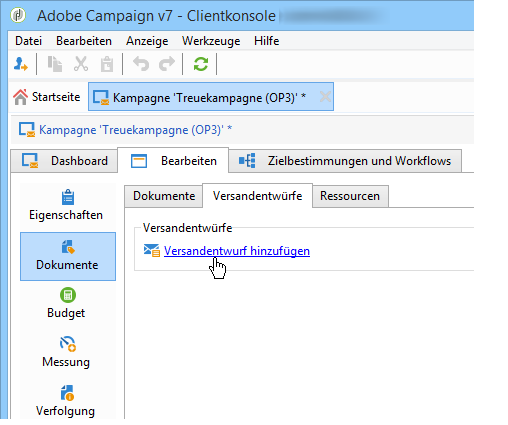 Adobe Campaign v7 - Clientkonsole
Datei Bearbeiten Anzeige Werkzeuge Hilfe
Startseite Kampagne 'Treuekampagne (OP3)' *
Kampagne 'Treuekampagne (OP3)' *
Dashboard Bearbeiten Zielbestimmungen und Workflows
Eigenschaften
Dokumente
Budget
Messung
Verfolgung
Dokumente Versandentwürfe Ressourcen
Versandentwürfe
Versandentwurf hinzufügen